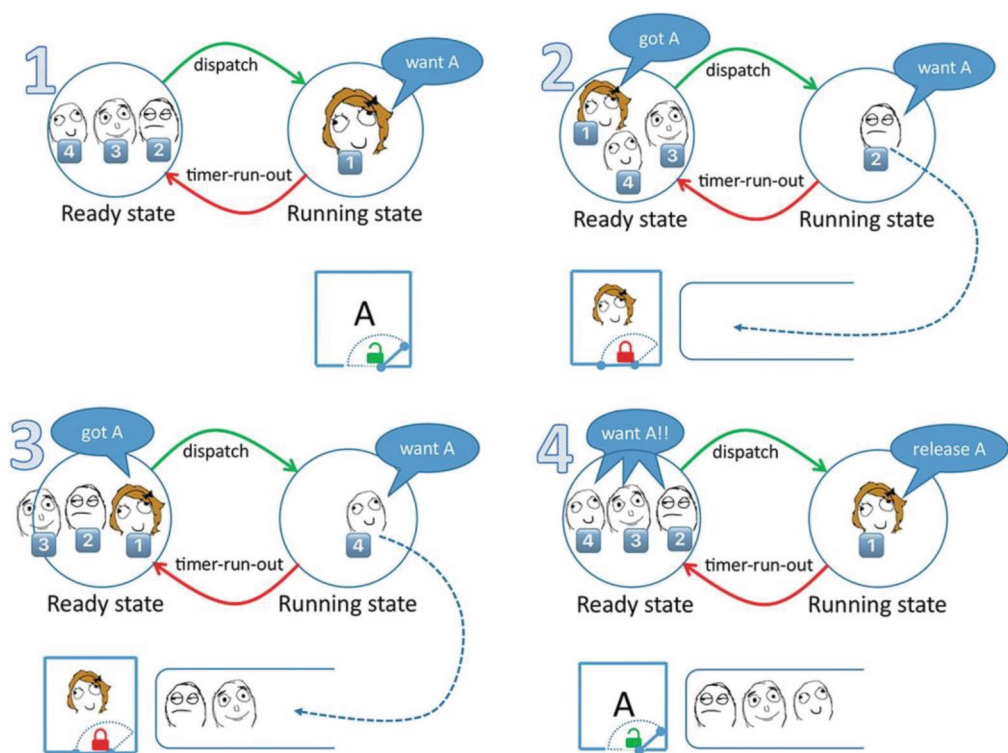 1
dispatch
want A
4
3
2
1
timer-run-out
Ready state
Running state
A
2
got A
dispatch
want A
1
3
4
2
timer-run-out
Ready state
Running state
3
got A
dispatch
want A
3
2
1
4
timer-run-out
Ready state
Running state
4
want A!!
dispatch
release A
4
3
2
1
timer-run-out
Ready state
Running state
A